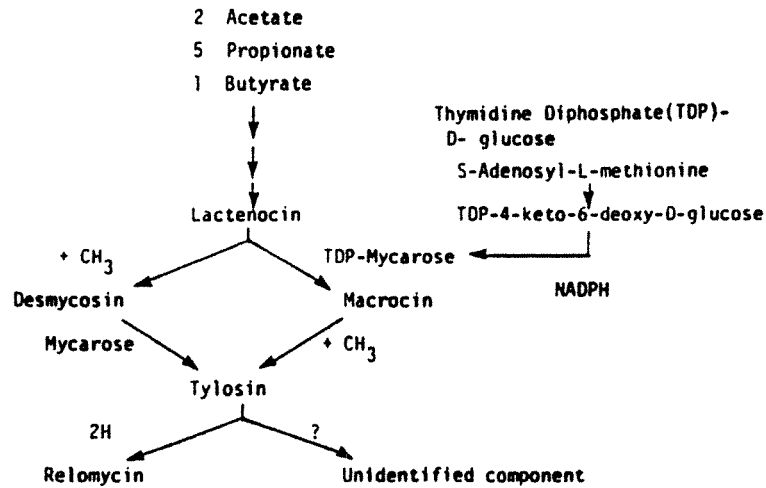 2 Acetate
5 Propionate
1 Butyrate
Thymidine Diphosphate(TDP)-
D- glucose
S-Adenosyl-L-methionine
Lactenocin
TDP-4-keto-6-deoxy-D-glucose
+ CH3
TDP-Mycarose
NADPH
Desmycosin
Macrocin
Mycarose
+ CH3
Tylosin
2H
?
Relomycin
Unidentified component